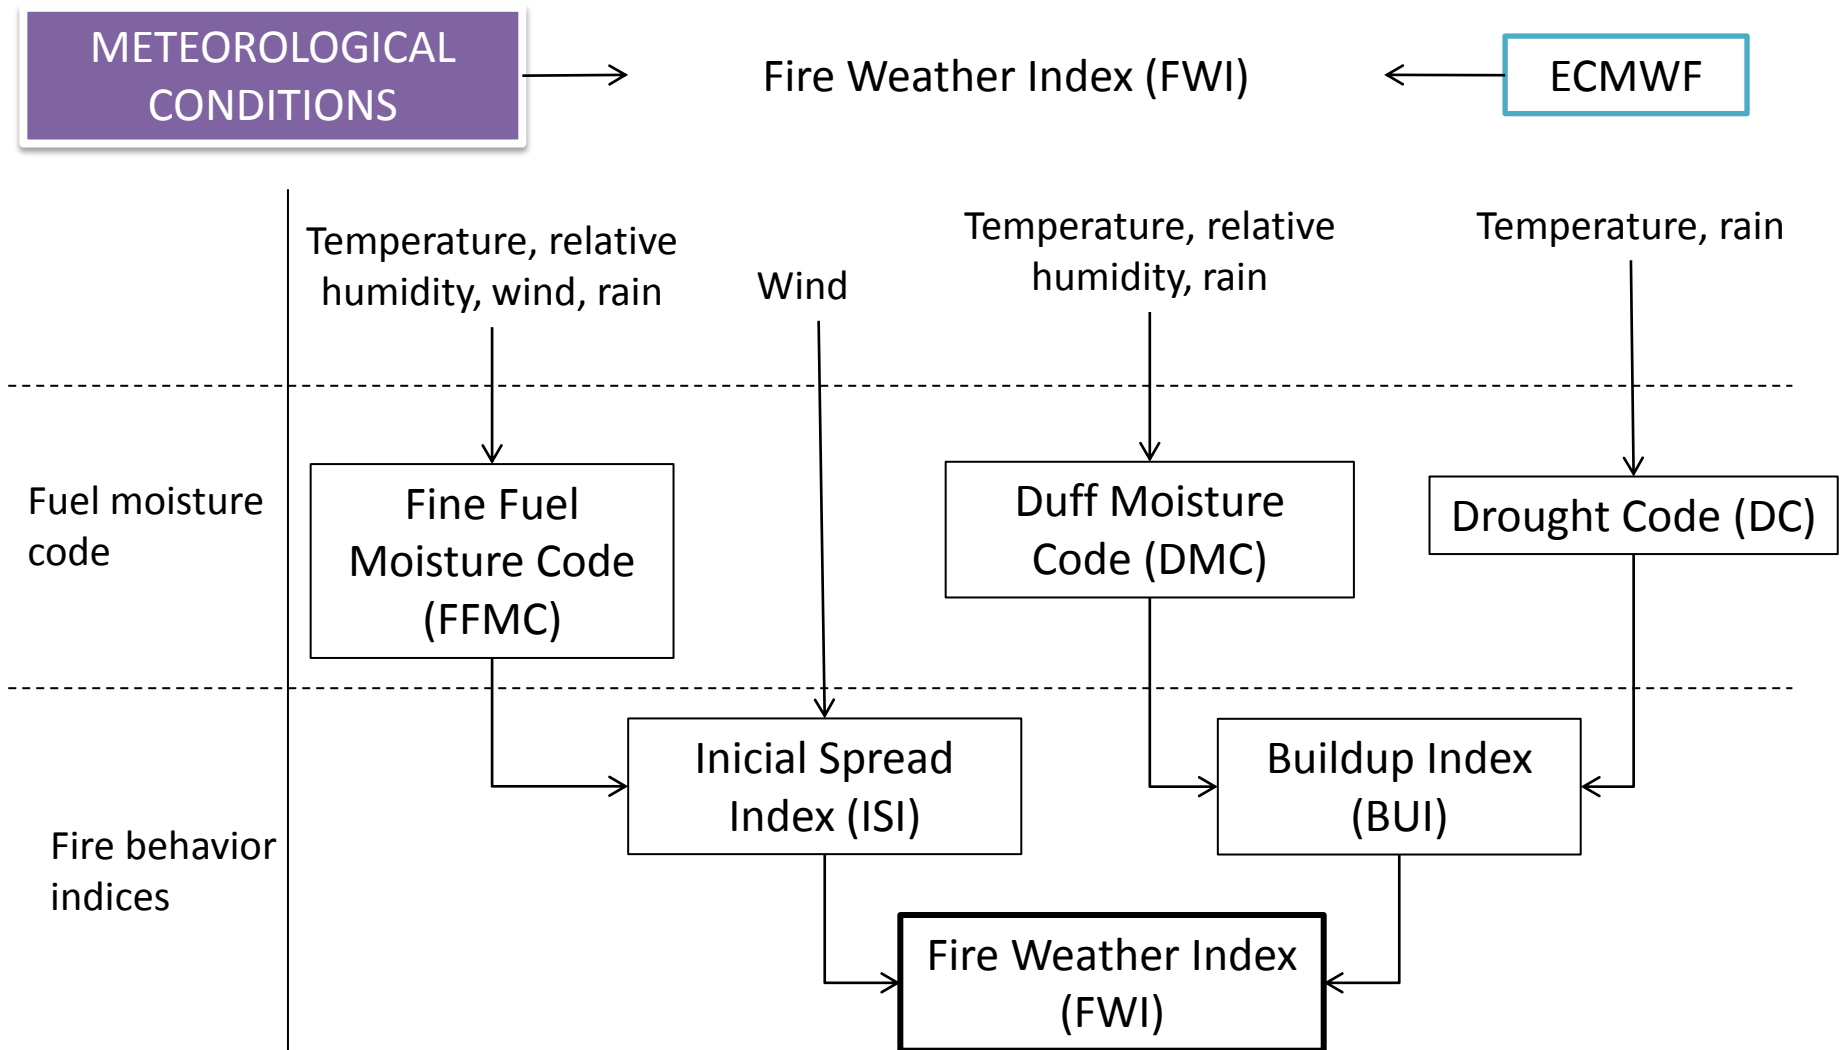 METEOROLOGICAL
CONDITIONS
Fire Weather Index (FWI)
ECMWF
Temperature, relative
humidity, wind, rain
Wind
Temperature, relative
humidity, rain
Temperature, rain
Fuel moisture
code
Fine Fuel
Moisture Code
(FFMC)
Duff Moisture
Code (DMC)
Drought Code (DC)
Fire behavior
indices
Inicial Spread
Index (ISI)
Buildup Index
(BUI)
Fire Weather Index
(FWI)